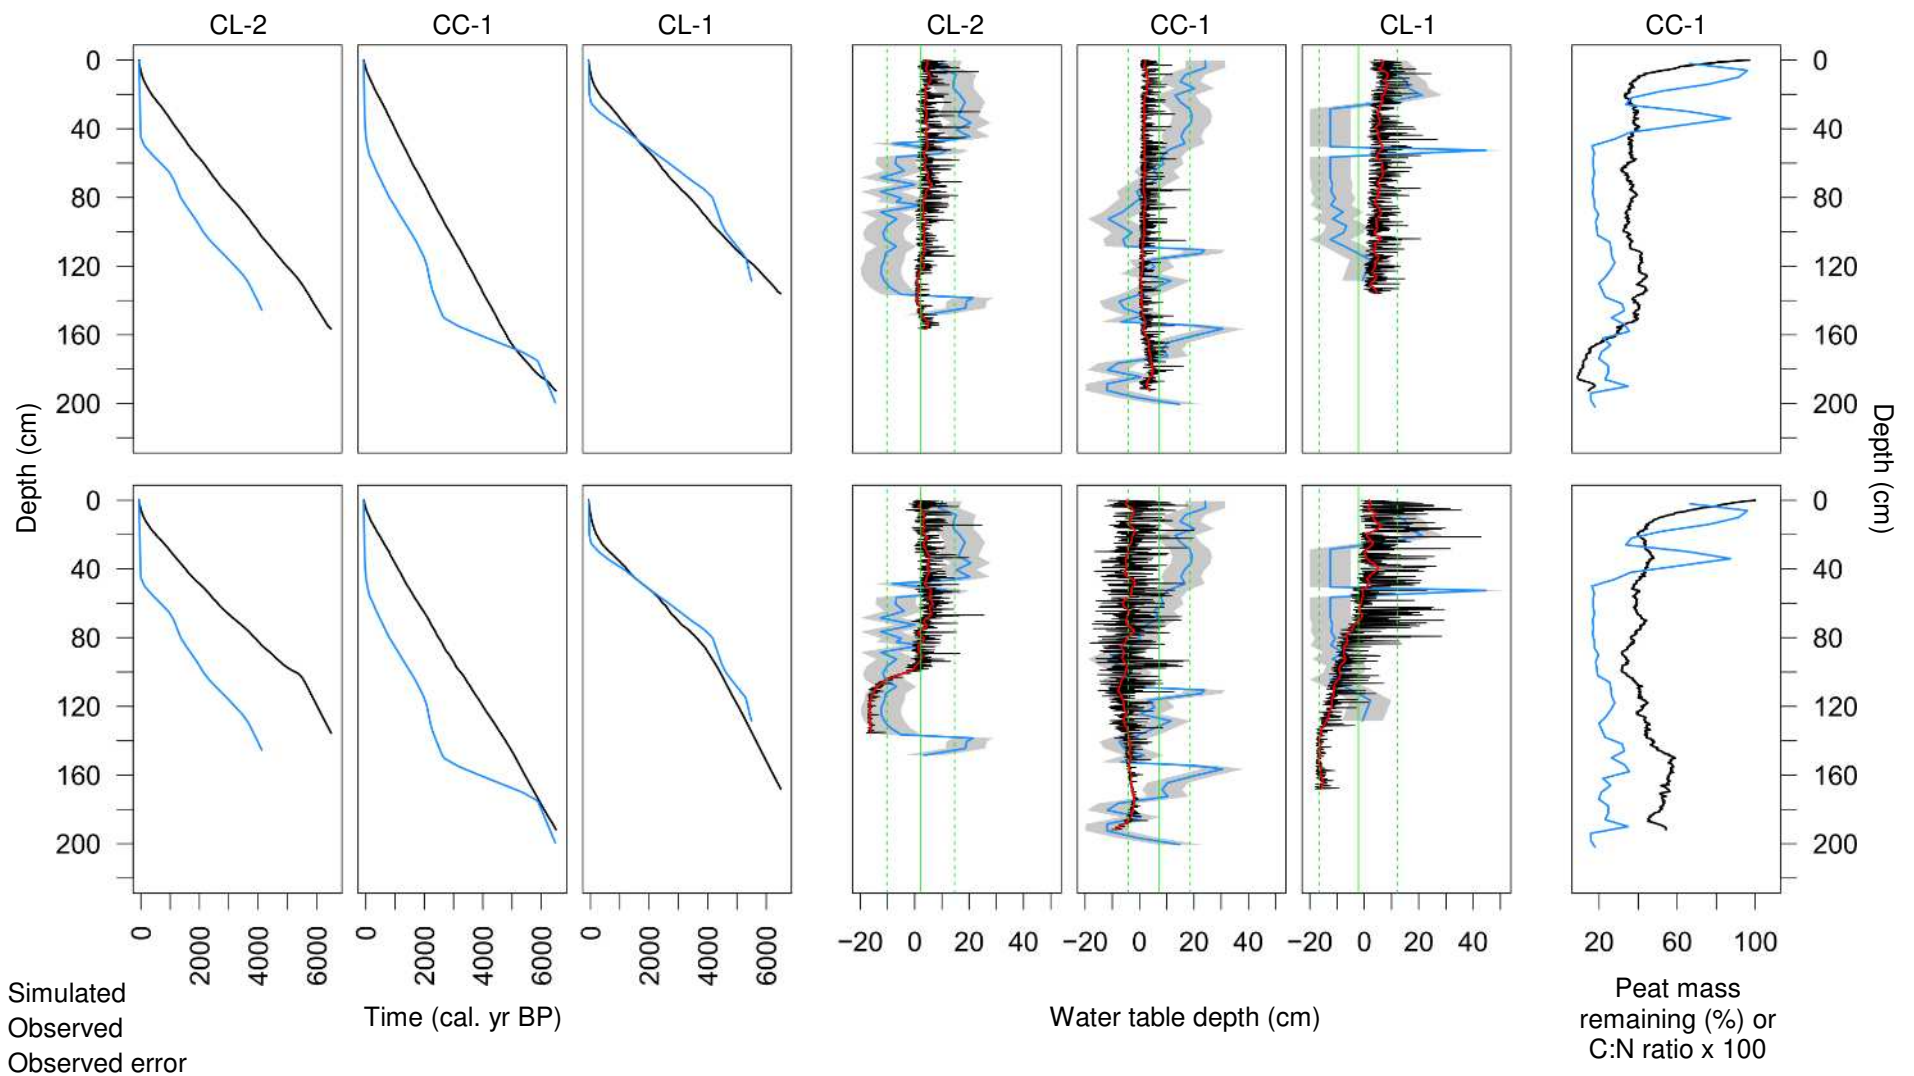 CL-2 CC-1 CL-1 CL-2 CC-1 CL-1 CC-1
0 0
40 40
80 80
120 120
160 160
200 200
Depth (cm) Depth (cm)
0 0
40 40
80 80
120 120
160 160
200 200
0 2000 4000 6000 0 2000 4000 6000 0 2000 4000 6000 −20 0 20 40 −20 0 20 40 −20 0 20 40 20 60 100
Simulated
Observed
Observed error
Time (cal. yr BP)
Water table depth (cm)
Peat mass
remaining (%) or
C:N ratio x 100